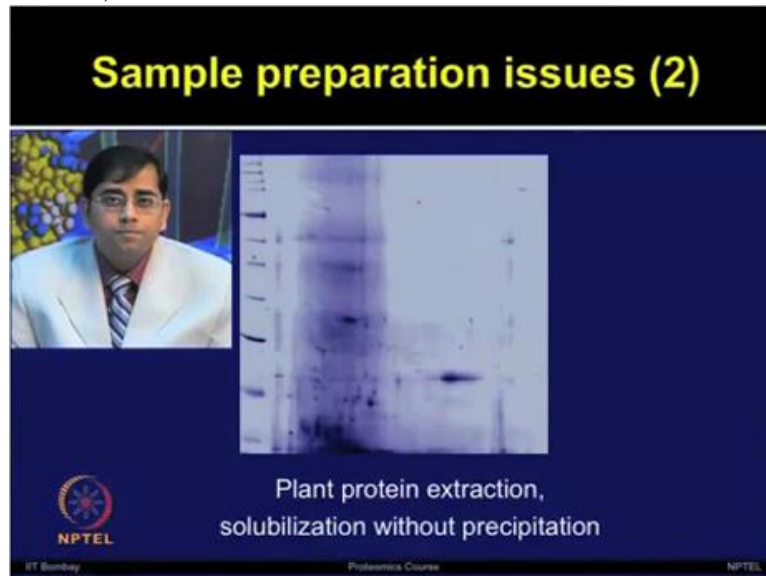 Sample preparation issues (2)
Plant protein extraction,
solubilization without precipitation
NPTEL
IIT Bombay
Proteomics Course
NPTEL